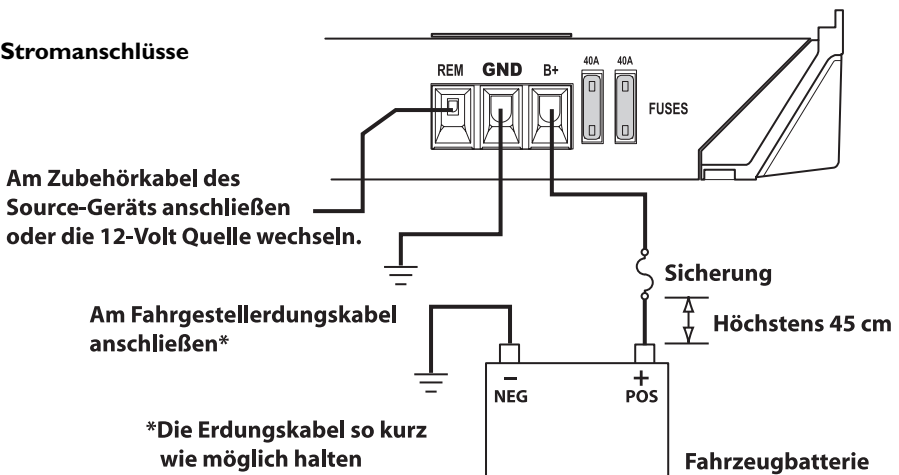 Stromanschlüsse
40A 40A
REM GND B+
FUSES
Am Zubehörkabel des
Source-Geräts anschließen
oder die 12-Volt Quelle wechseln.
Sicherung
Höchstens 45 cm
Am Fahrgestellerdungskabel
anschließen*
– +
NEG POS
*Die Erdungskabel so kurz
wie möglich halten
Fahrzeugbatterie